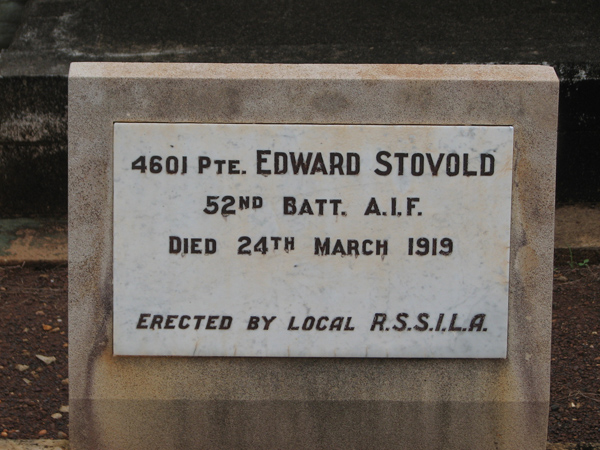 4601 PTE. EDWARD STOVOLD
52ND BATT. A.I.F.
DIED 24TH MARCH 1919
ERECTED BY LOCAL R.S.S.I.L.A.